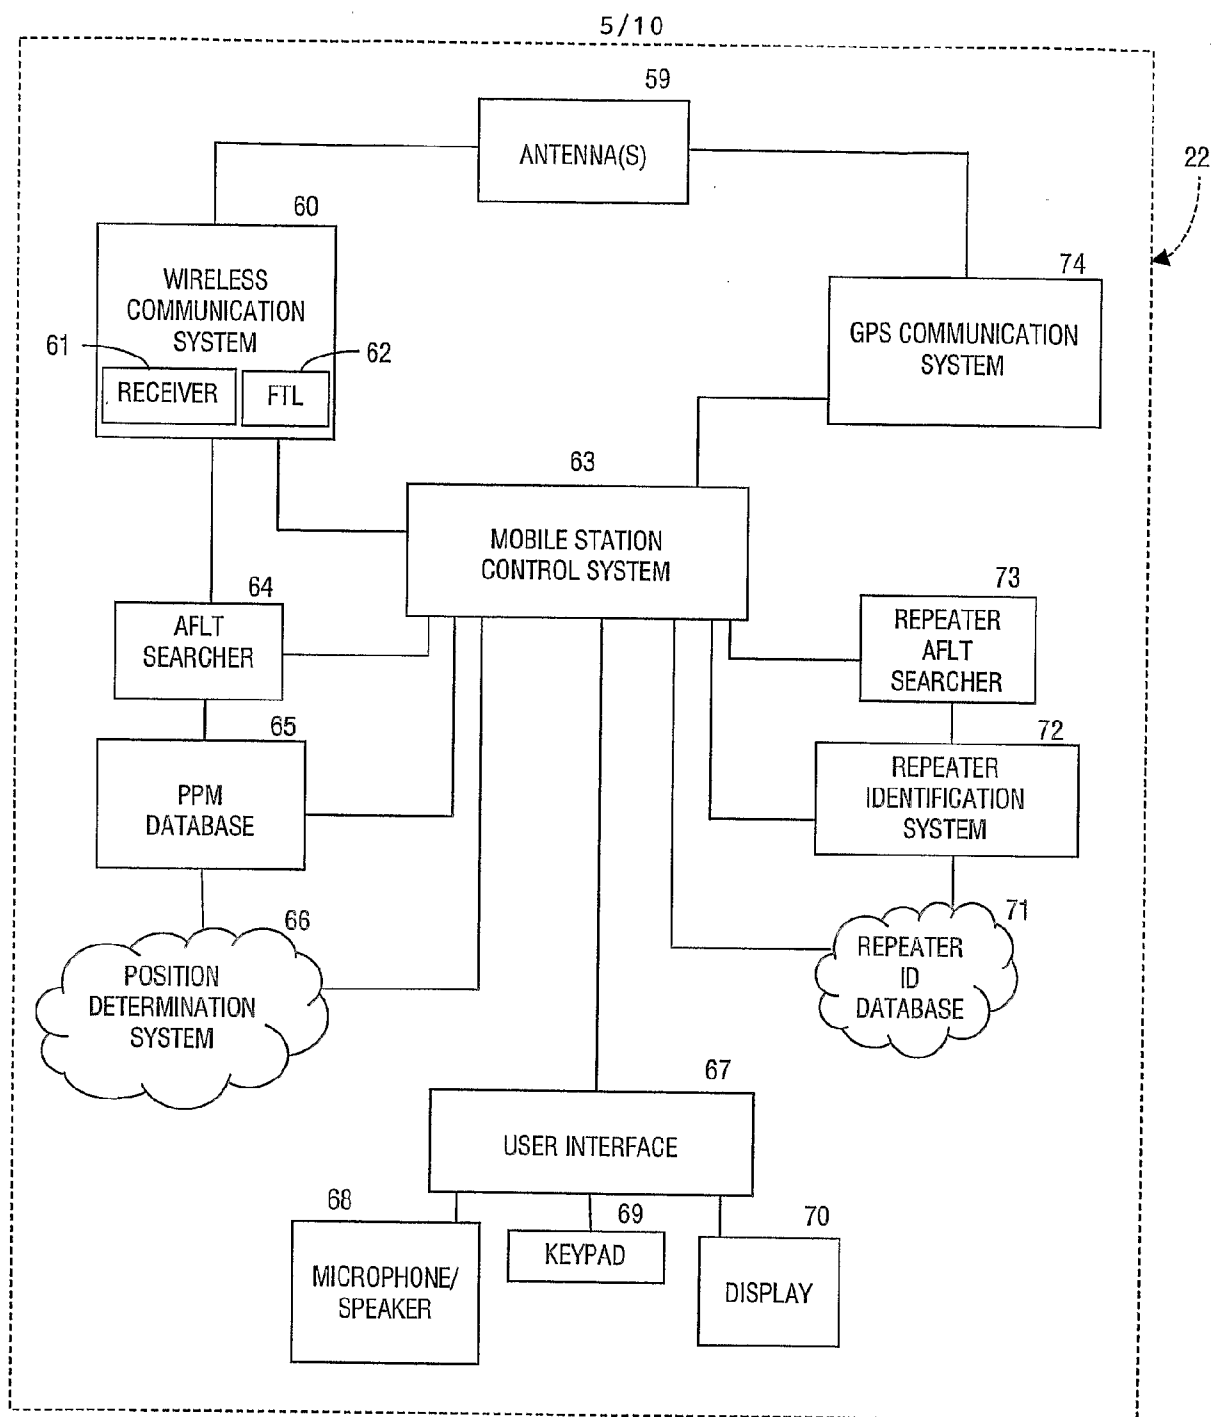 5/10
59
ANTENNA(S)
22
60
WIRELESS
COMMUNICATION
SYSTEM
61
62
RECEIVER
FTL
74
GPS COMMUNICATION
SYSTEM
63
MOBILE STATION
CONTROL SYSTEM
64
AFLT
SEARCHER
73
REPEATER
AFLT
SEARCHER
65
PPM
DATABASE
72
REPEATER
IDENTIFICATION
SYSTEM
66
POSITION
DETERMINATION
SYSTEM
71
REPEATER
ID
DATABASE
67
USER INTERFACE
68
MICROPHONE/
SPEAKER
69
KEYPAD
70
DISPLAY